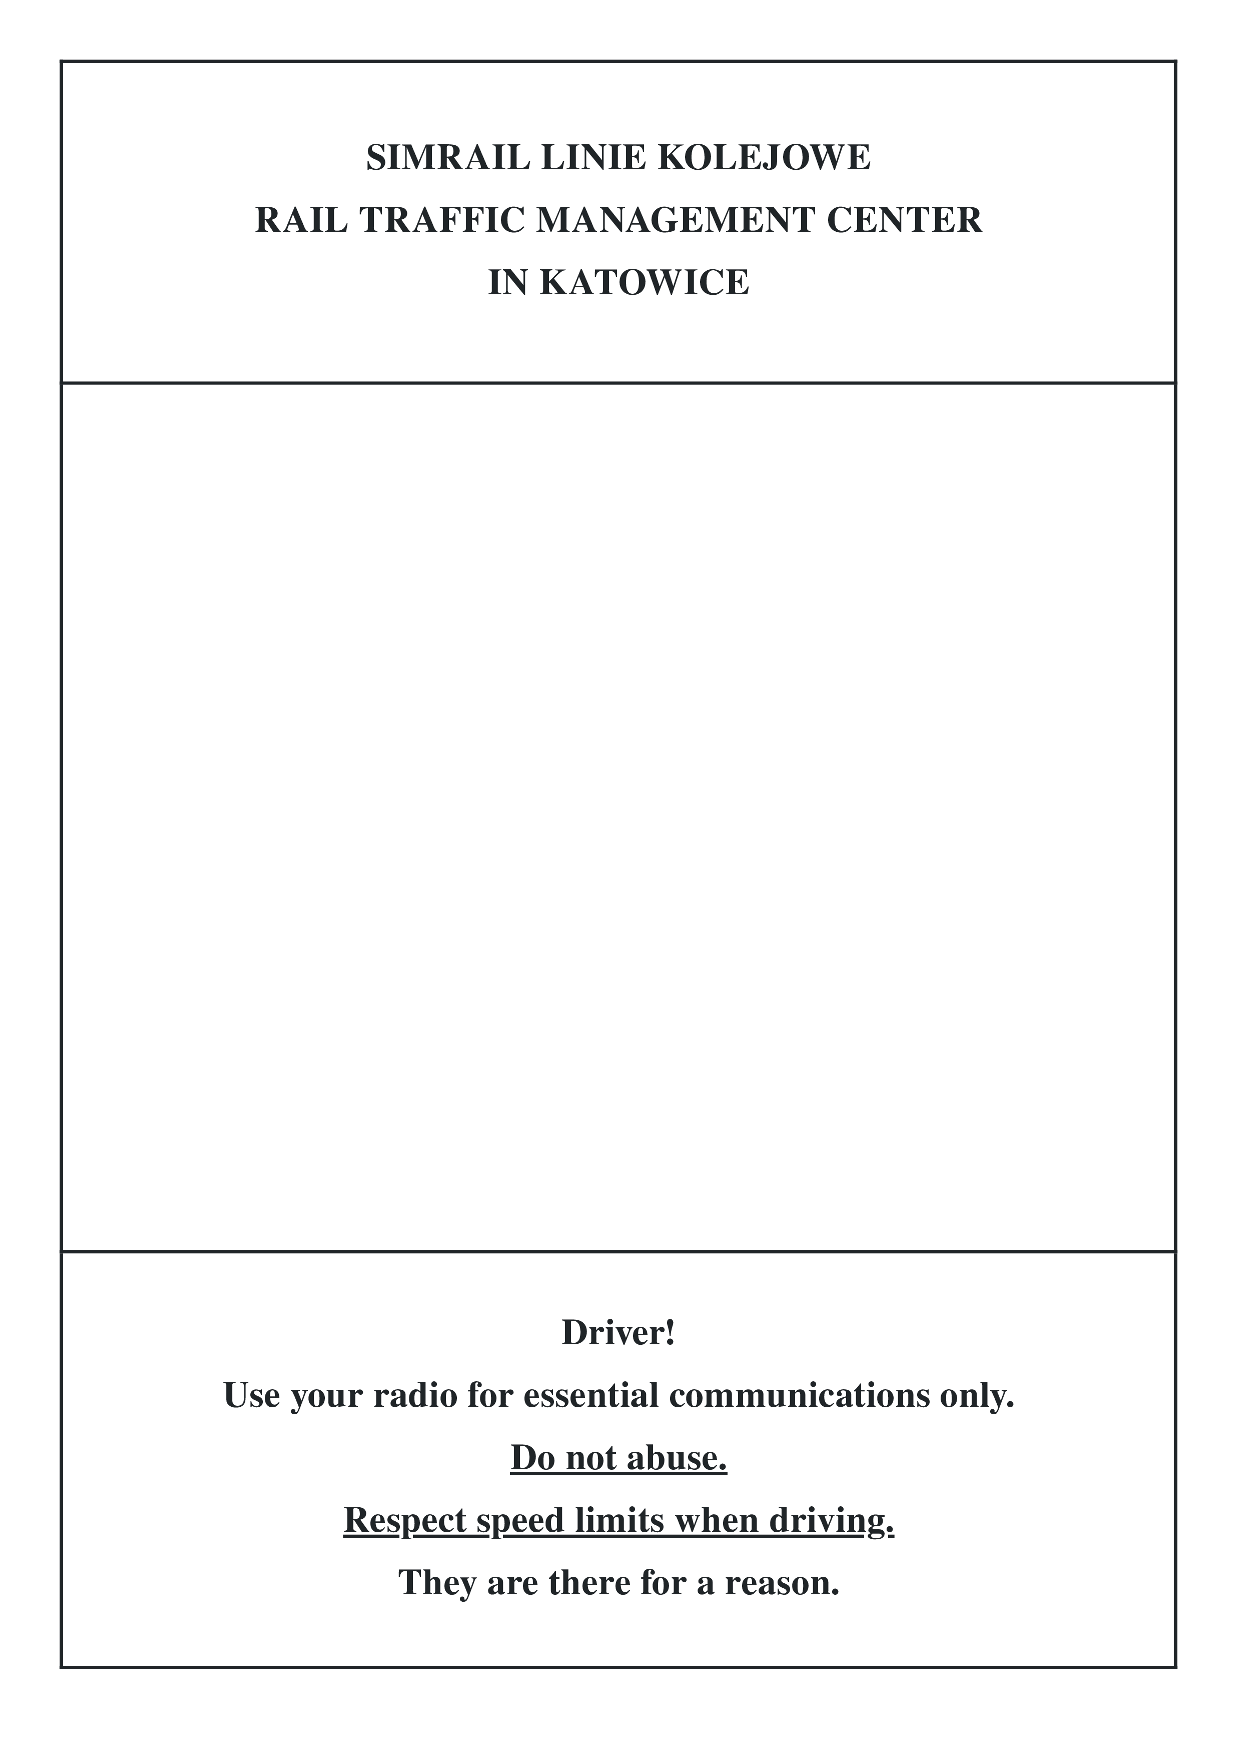 SIMRAIL LINIE KOLEJOWE
RAIL TRAFFIC MANAGEMENT CENTER
IN KATOWICE
Driver!
Use your radio for essential communications only.
Do not abuse.
Respect speed limits when driving.
They are there for a reason.